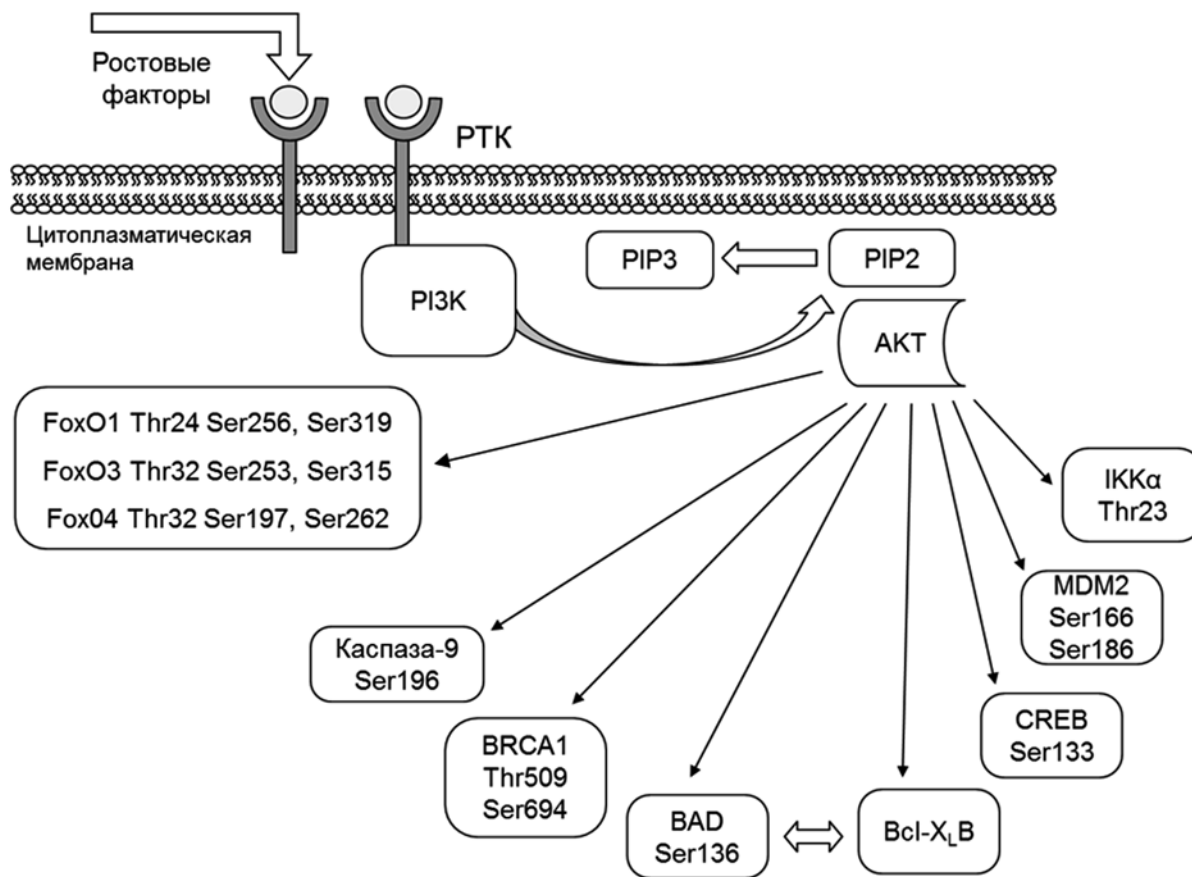 Ростовые
факторы
РТК
Цитоплазматическая
мембрана
PI3K
PIP3
PIP2
AKT
FoxO1 Thr24 Ser256, Ser319
FoxO3 Thr32 Ser253, Ser315
Fox04 Thr32 Ser197, Ser262
IKKα
Thr23
MDM2
Ser166
Ser186
Каспаза-9
Ser196
CREB
Ser133
BRCA1
Thr509
Ser694
BAD
Ser136
Bcl-X_LB